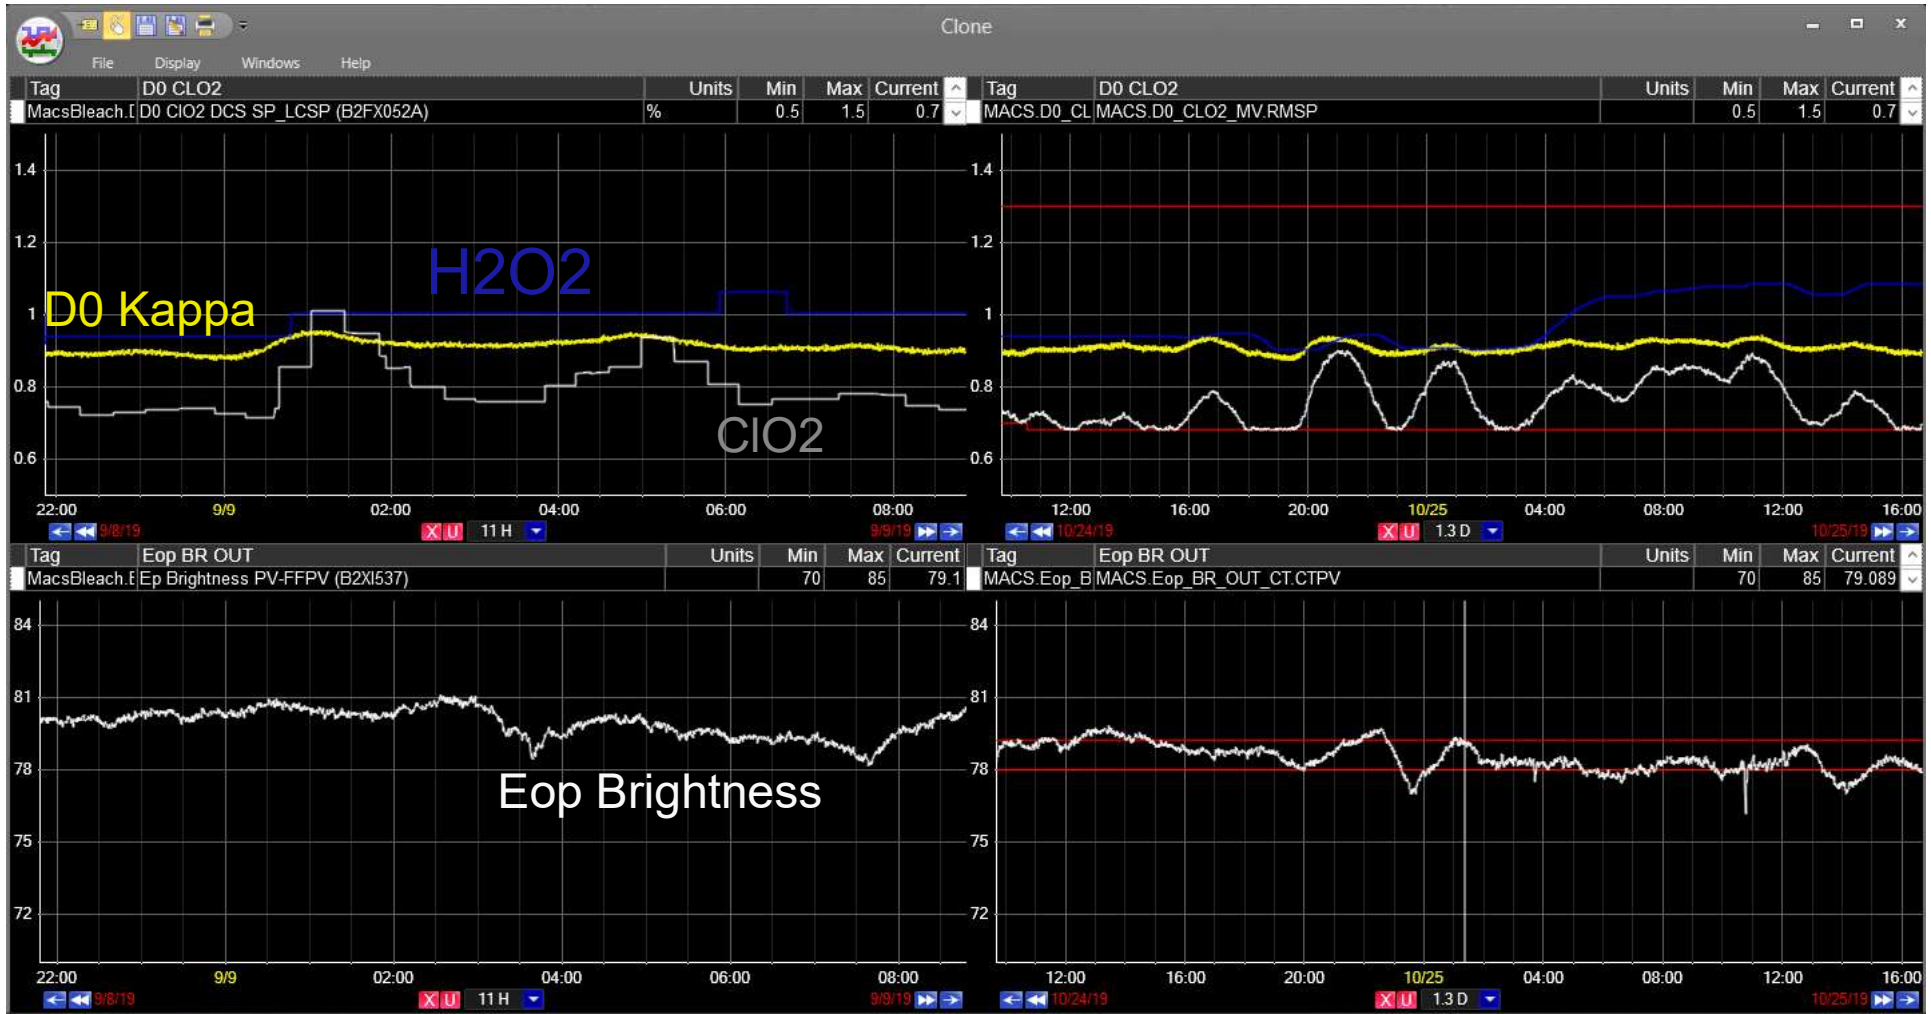 Clone
File Display Windows Help
Tag D0 CLO2 Units Min Max Current
MacsBleach.[ D0 ClO2 DCS SP_LCSP (B2FX052A) % 0.5 1.5 0.7
Tag D0 CLO2 Units Min Max Current
MACS.D0_CL MACS.D0_CLO2_MV.RMSP 0.5 1.5 0.7
1.4
1.2
1
0.8
0.6
H2O2
D0 Kappa
ClO2
22:00 9/9 02:00 04:00 06:00 08:00
9/8/19 X U 11 H 9/9/19
1.4
1.2
1
0.8
0.6
12:00 16:00 20:00 10/25 04:00 08:00 12:00 16:00
10/24/19 X U 1.3 D 10/25/19
Tag Eop BR OUT Units Min Max Current
MacsBleach.E Ep Brightness PV-FFPV (B2XI537) 70 85 79.1
Tag Eop BR OUT Units Min Max Current
MACS.Eop_B MACS.Eop_BR_OUT_CT.CTPV 70 85 79.089
84
81
78
75
72
Eop Brightness
22:00 9/9 02:00 04:00 06:00 08:00
9/8/19 X U 11 H 9/9/19
84
81
78
75
72
12:00 16:00 20:00 10/25 04:00 08:00 12:00 16:00
10/24/19 X U 1.3 D 10/25/19